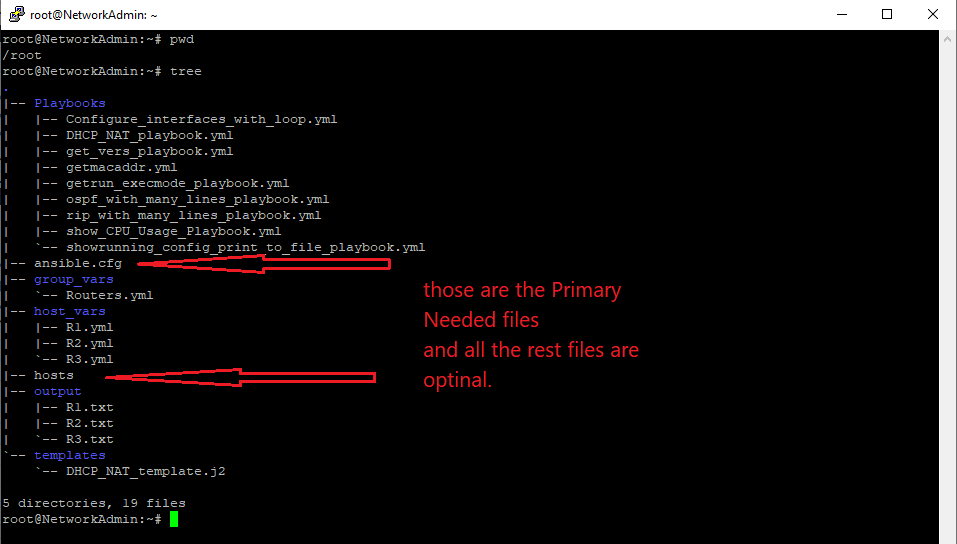 root@NetworkAdmin: ~
root@NetworkAdmin:~# pwd
/root
root@NetworkAdmin:~# tree
.
|-- Playbooks
|   |-- Configure_interfaces_with_loop.yml
|   |-- DHCP_NAT_playbook.yml
|   |-- get_vers_playbook.yml
|   |-- getmacaddr.yml
|   |-- getrun_execmode_playbook.yml
|   |-- ospf_with_many_lines_playbook.yml
|   |-- rip_with_many_lines_playbook.yml
|   |-- show_CPU_Usage_Playbook.yml
|   `-- showrunning_config_print_to_file_playbook.yml
|-- ansible.cfg
|-- group_vars
|   `-- Routers.yml
|-- host_vars
|   |-- R1.yml
|   |-- R2.yml
|   `-- R3.yml
|-- hosts
|-- output
|   |-- R1.txt
|   |-- R2.txt
|   `-- R3.txt
`-- templates
    `-- DHCP_NAT_template.j2
5 directories, 19 files
root@NetworkAdmin:~#
those are the Primary
Needed files
and all the rest files are
optinal.